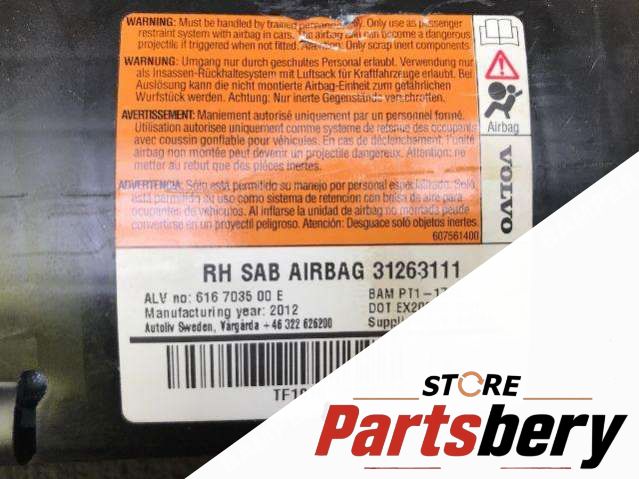 WARNING: Must be handled by trained personnel only. Use as passenger
restraint system with airbag in cars only. An airbag can become a dangerous
projectile if triggered when not fitted. Attention: Only scrap inert components
WARNUNG: Umgang nur durch geschultes Personal erlaubt. Verwendung nur
als Insassen-Rückhaltesystem mit Luftsack für Kraftfahrzeuge erlaubt. Bei
Auslösung kann die nicht montierte Airbag-Einheit zum gefährlichen
Wurfstück werden. Achtung: Nur inerte Gegenstände verschrotten.
AVERTISSEMENT: Maniement autorisé uniquement par un personnel formé.
Utilisation autorisée uniquement comme système de retenue des occupants
avec coussin gonflable pour véhicules. En cas de déclenchement, l'unité
airbag non montée peut devenir un projectile dangereux. Attention: ne
mettre au rebut que des pièces inertes.
ADVERTENCIA: Sólo está permitido su manejo por personal especializado. Sólo
está permitido su uso como sistema de retencion con bolsa de aire para
ocupantes de vehículos. Al inflarse la unidad de airbag no montada puede
convertirse en un proyectil peligroso. Atención: Desguace solo objetos inertes.
607561400
Airbag
VOLVO
RH SAB AIRBAG 31263111
ALV no: 616 7035 00 E
BAM PT1-17
Manufacturing year: 2012
DOT EX20
Autoliv Sweden, Vårgårda +46 322 626200
Suppli
TF1
STORE
Partsbery